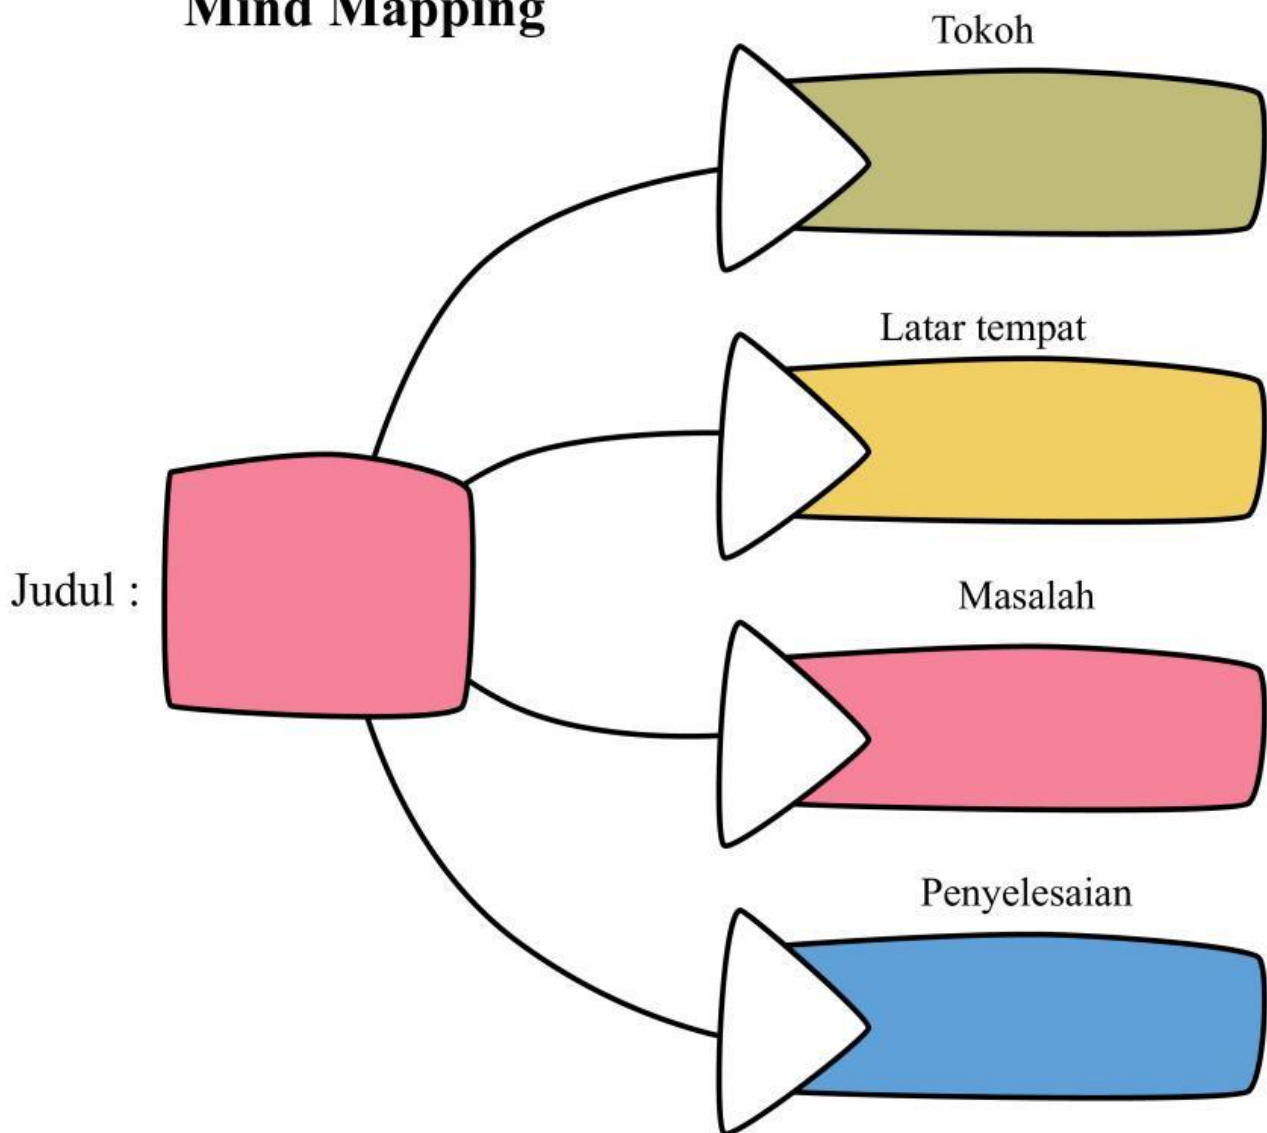 Mind Mapping
Tokoh
Latar tempat
Judul :
Masalah
Penyelesaian